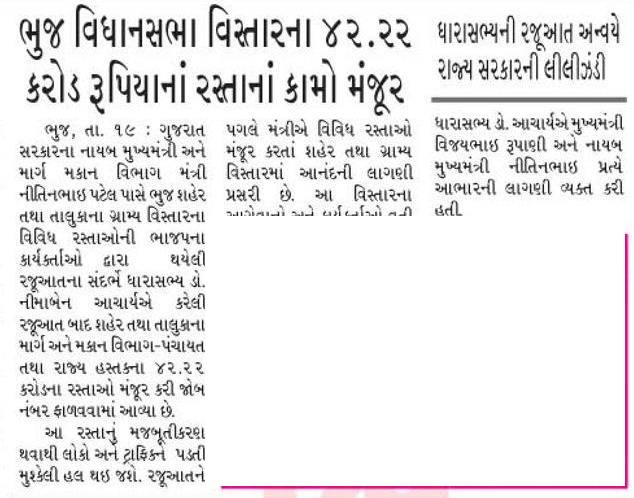 ભુજ વિધાનસભા વિસ્તારના ૪૨.૨૨
કરોડ રૂપિયાનાં રસ્તાનાં કામો મંજૂર
ધારાસભ્યની રજૂઆત અન્વયે
રાજ્ય સરકારની લીલીઝંડી
ભુજ, તા. ૧૯ : ગુજરાત
સરકારના નાયબ મુખ્યમંત્રી અને
માર્ગ મકાન વિભાગ મંત્રી
નીતિનભાઇ પટેલ પાસે ભુજ શહેર
તથા તાલુકાના ગ્રામ્ય વિસ્તારના
વિવિધ રસ્તાઓની ભાજપના
કાર્યકર્તાઓ દ્વારા થયેલી
રજૂઆતના સંદર્ભે ધારાસભ્ય ડો.
નીમાબેન આચાર્યએ કરેલી
રજૂઆત બાદ શહેર તથા તાલુકાના
માર્ગ અને મકાન વિભાગ-પંચાયત
તથા રાજ્ય હસ્તકના ૪૨.૨૨
કરોડના રસ્તાઓ મંજૂર કરી જોબ
નંબર ફાળવવામાં આવ્યા છે.
આ રસ્તાનું મજબૂતીકરણ
થવાથી લોકો અને ટ્રાફિકને પડતી
મુશ્કેલી હલ થઇ જશે. રજૂઆતને
પગલે મંત્રીએ વિવિધ રસ્તાઓ
મંજૂર કરતાં શહેર તથા ગ્રામ્ય
વિસ્તારમાં આનંદની લાગણી
પ્રસરી છે. આ વિસ્તારના
આગેવાનો અને કાર્યકર્તાઓ વતી
ધારાસભ્ય ડો. આચાર્યએ મુખ્યમંત્રી
વિજયભાઇ રૂપાણી અને નાયબ
મુખ્યમંત્રી નીતિનભાઇ પ્રત્યે
આભારની લાગણી વ્યક્ત કરી
હતી.